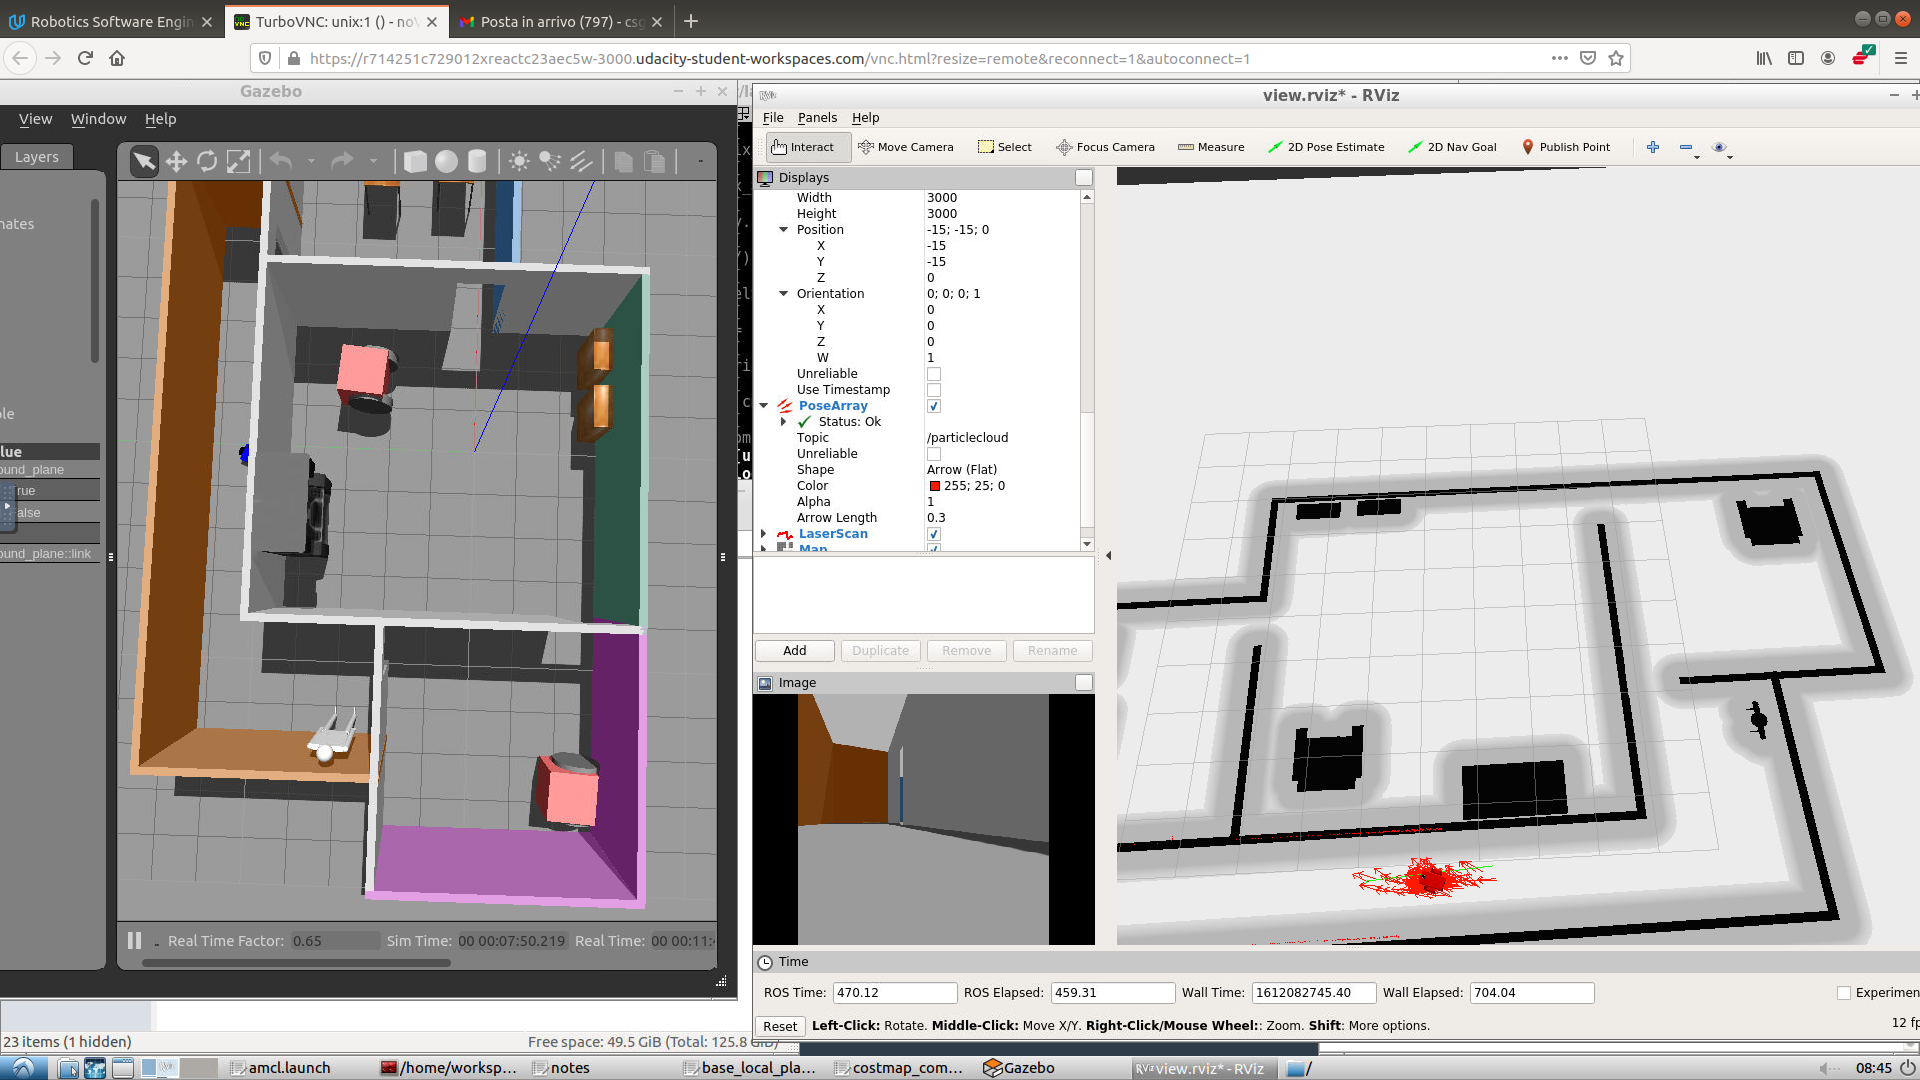 Robotics Software Engin
TurboVNC: unix:1 () - noV
Posta in arrivo (797) - csg
https://r714251c729012xreactc23aec5w-3000.udacity-student-workspaces.com/vnc.html?resize=remote&reconnect=1&autoconnect=1
Gazebo
View Window Help
Layers
nates
ble
lue
ound_plane
rue
alse
ound_plane::link
Real Time Factor: 0.65 Sim Time: 00 00:07:50.219 Real Time: 00 00:11:4
view.rviz* - RViz
File Panels Help
Interact Move Camera Select Focus Camera Measure 2D Pose Estimate 2D Nav Goal Publish Point
Displays
Width 3000
Height 3000
Position -15; -15; 0
X -15
Y -15
Z 0
Orientation 0; 0; 0; 1
X 0
Y 0
Z 0
W 1
Unreliable
Use Timestamp
PoseArray
Status: Ok
Topic /particlecloud
Unreliable
Shape Arrow (Flat)
Color 255; 25; 0
Alpha 1
Arrow Length 0.3
LaserScan
Map
Add Duplicate Remove Rename
Image
Time
ROS Time: 470.12 ROS Elapsed: 459.31 Wall Time: 1612082745.40 Wall Elapsed: 704.04 Experimen
Reset Left-Click: Rotate. Middle-Click: Move X/Y. Right-Click/Mouse Wheel:: Zoom. Shift: More options.
12 fp
23 items (1 hidden) Free space: 49.5 GiB (Total: 125.8 GiB)
amcl.launch /home/worksp... notes base_local_pla... costmap_com... Gazebo view.rviz* - RViz / 08:45